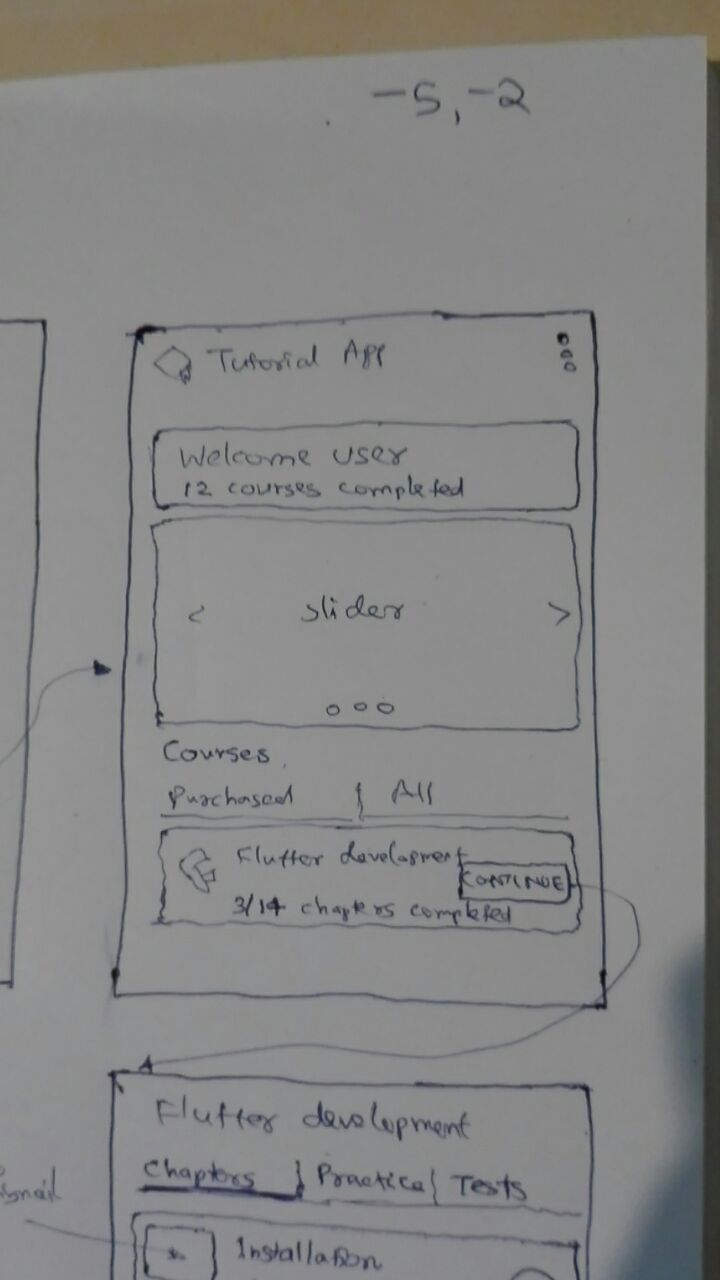 -5, -2
Tutorial App
Welcome user
12 courses completed
< slider >
Courses
Purchased | All
Flutter development
CONTINUE
3/14 chapters completed
Flutter development
Chapters | Practice | Tests
Installation